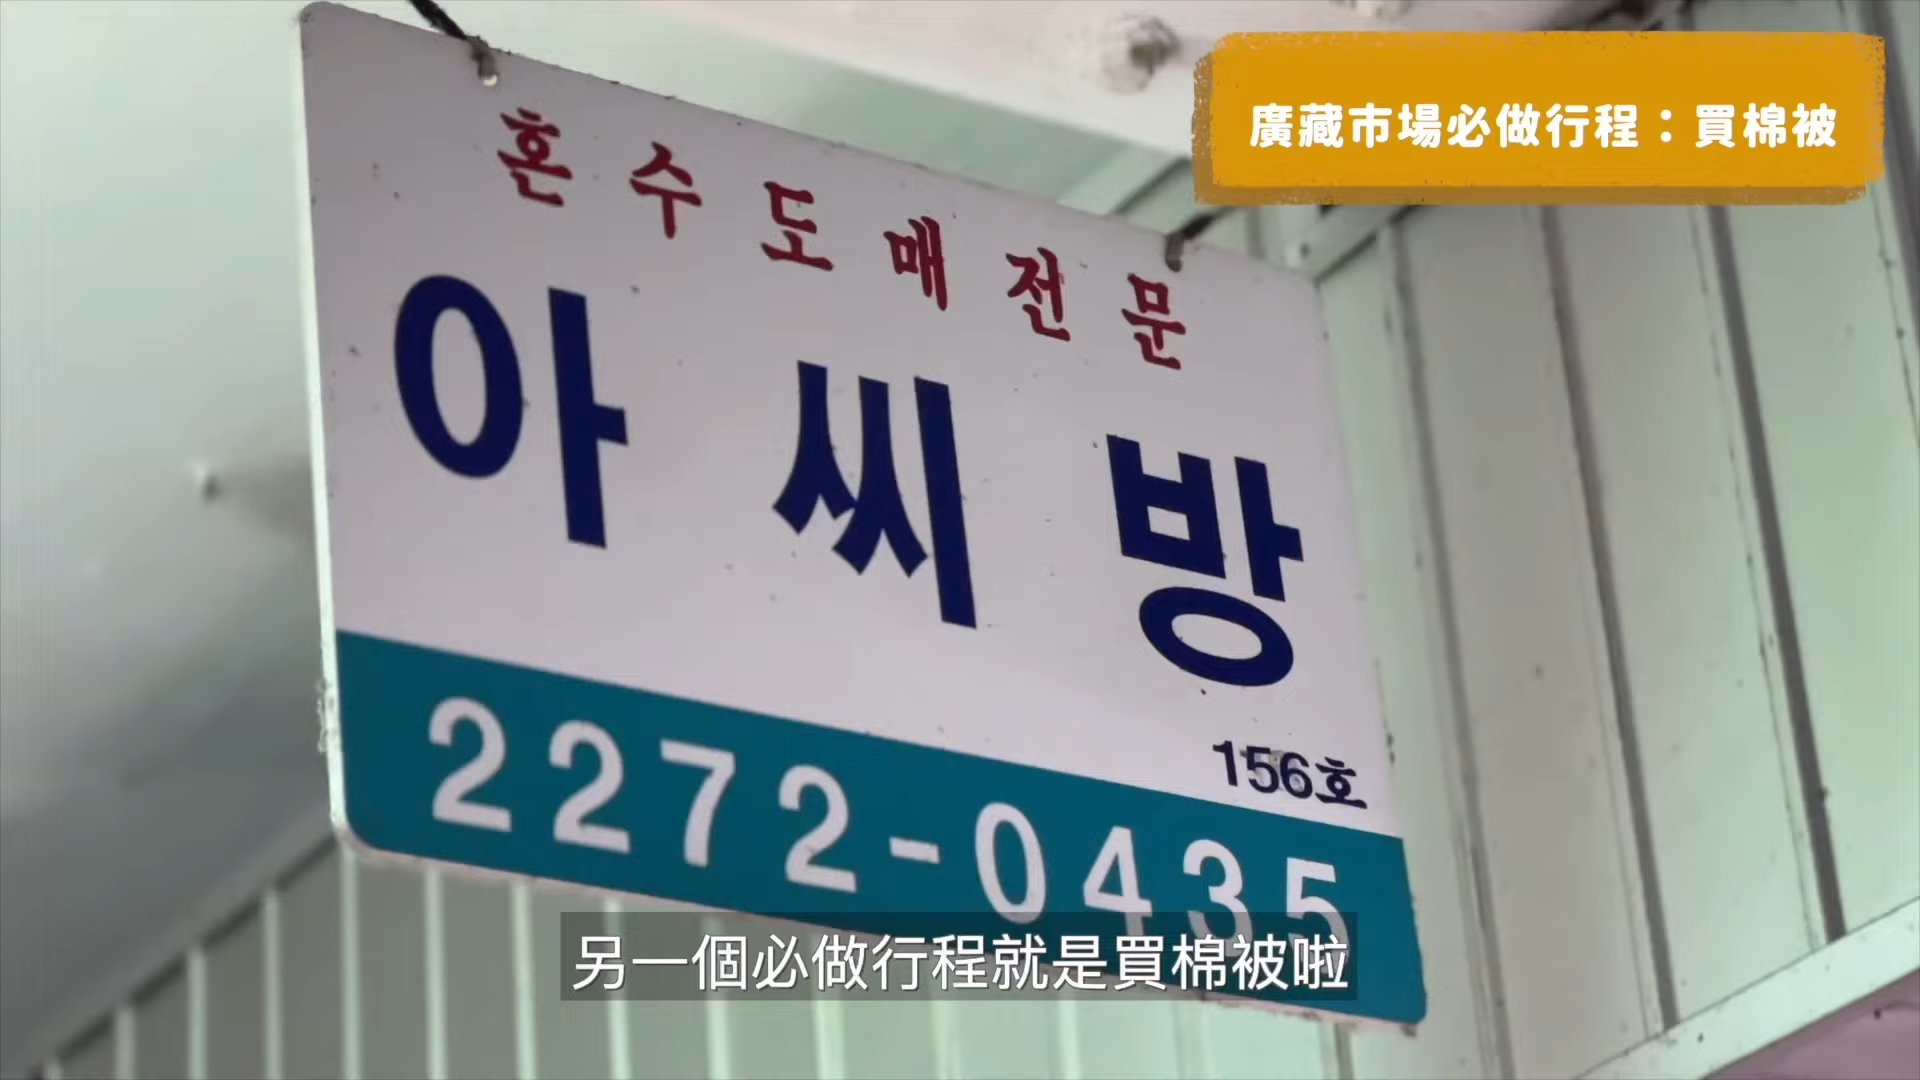 廣藏市場必做行程：買棉被
혼수도매전문
아씨방
156호
2272-0435
另一個必做行程就是買棉被啦